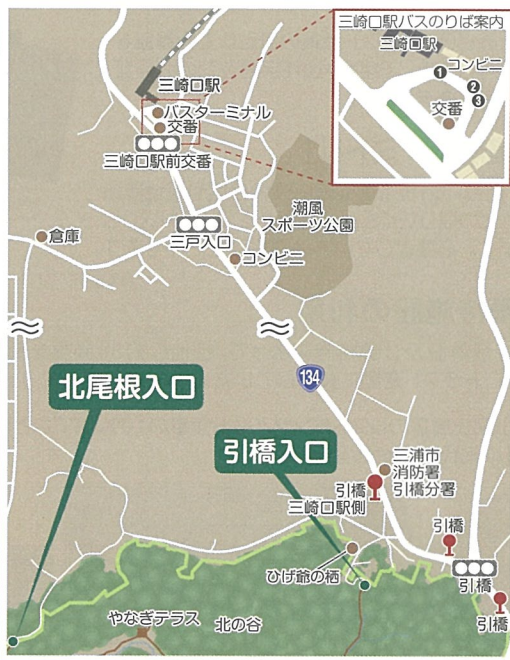 三崎口駅バスのりば案内
三崎口駅
コンビニ
1
2
3
交番
三崎口駅
バスターミナル
交番
三崎口駅前交番
潮風
スポーツ公園
倉庫
三戸入口
コンビニ
134
北尾根入口
引橋入口
三浦市
消防署
引橋分署
引橋
三崎口駅側
引橋
ひげ爺の栖
引橋
引橋
やなぎテラス
北の谷